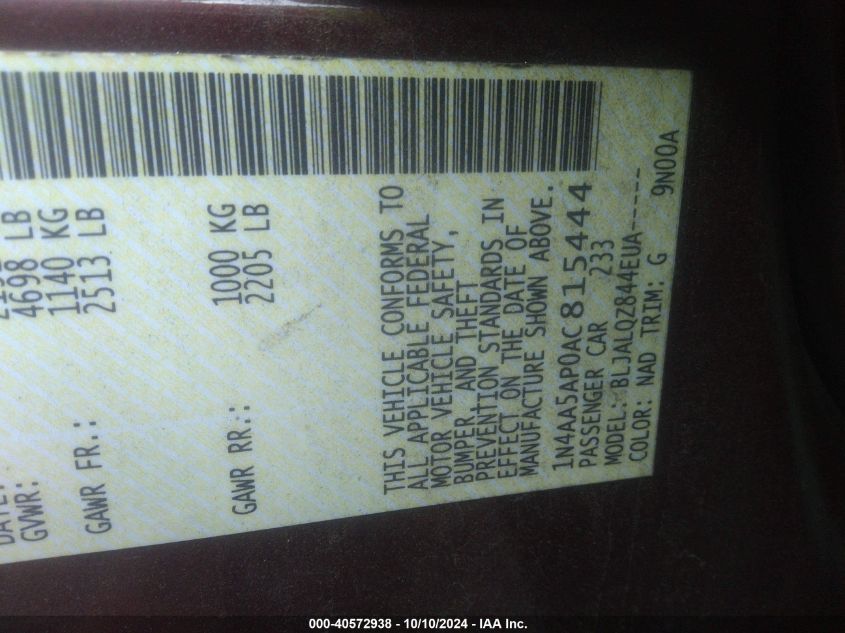 DATE:
GVWR: 4698 LB
GAWR FR.: 1140 KG
2513 LB
GAWR RR.: 1000 KG
2205 LB
THIS VEHICLE CONFORMS TO
ALL APPLICABLE FEDERAL
MOTOR VEHICLE SAFETY,
BUMPER, AND THEFT
PREVENTION STANDARDS IN
EFFECT ON THE DATE OF
MANUFACTURE SHOWN ABOVE.
1N4AA5AP0AC815444
PASSENGER CAR 233
MODEL: BLJALQZ844EUA-----
COLOR: NAD TRIM: G 9N00A
000-40572938 - 10/10/2024 - IAA Inc.